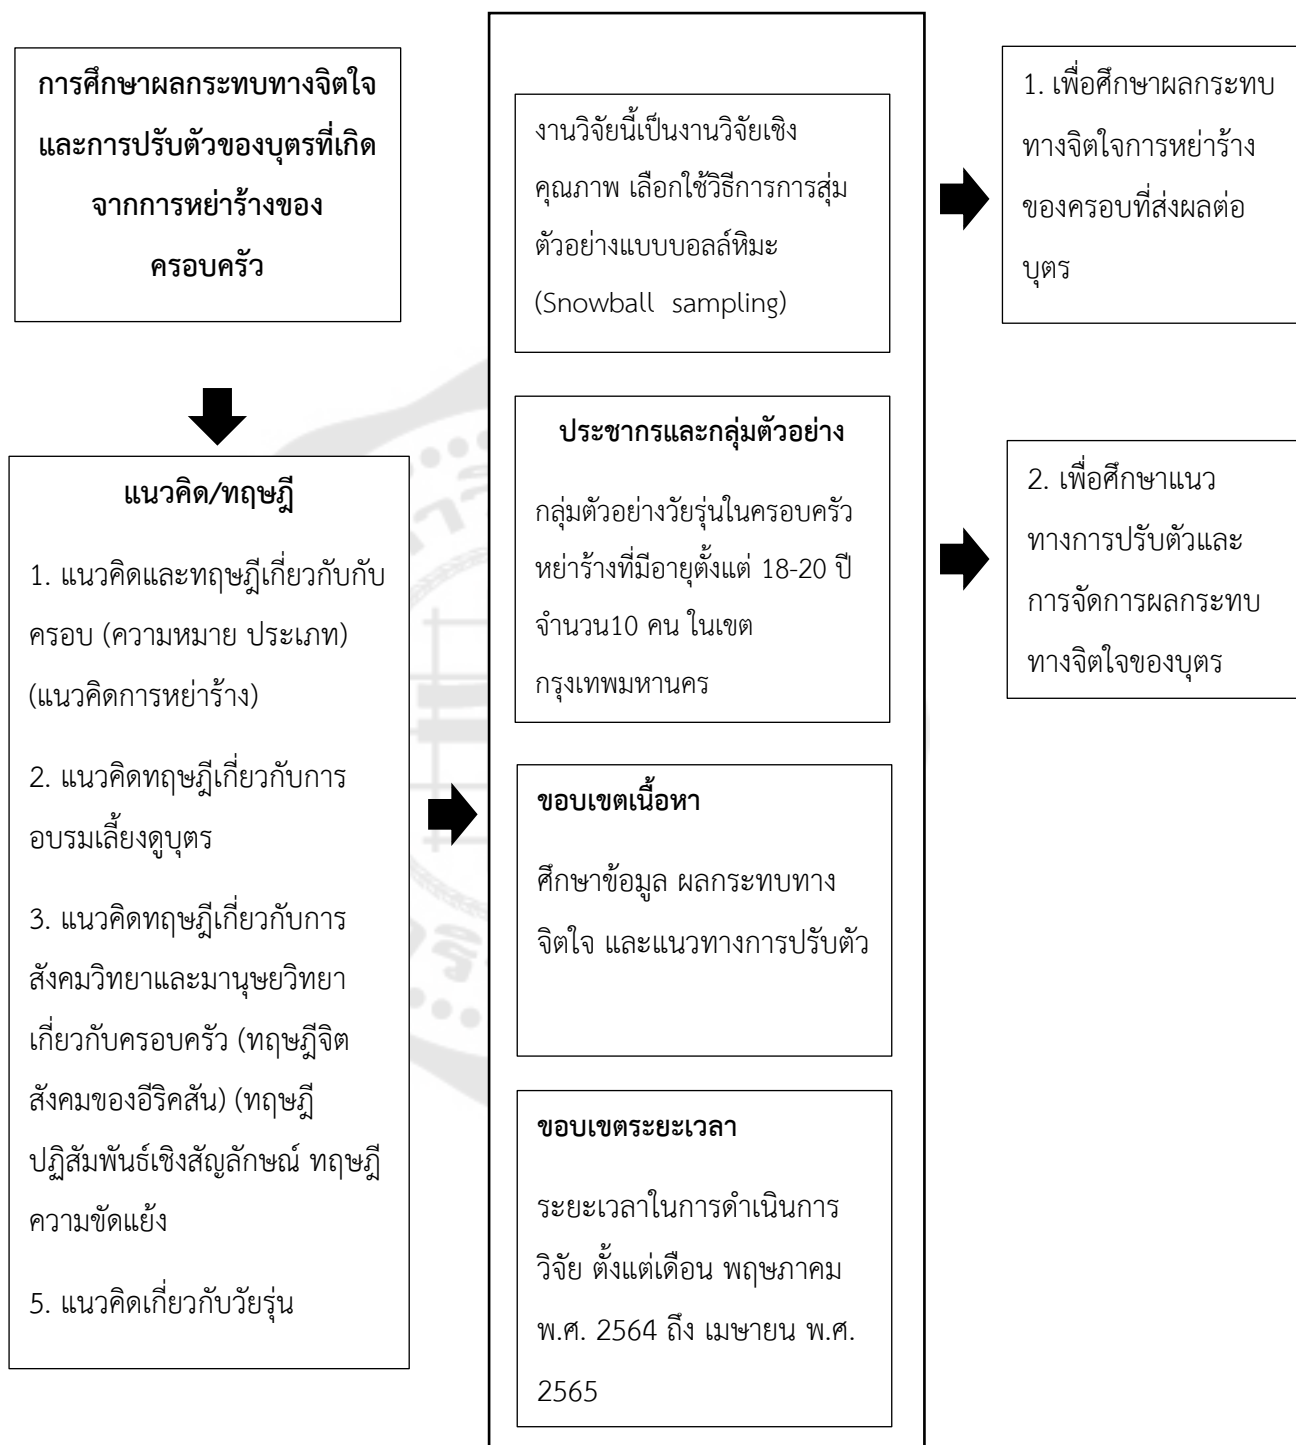 การศึกษาผลกระทบทางจิตใจ
และการปรับตัวของบุตรที่เกิด
จากการหย่าร้างของ
ครอบครัว
แนวคิด/ทฤษฎี
1. แนวคิดและทฤษฎีเกี่ยวกับกับ
ครอบ (ความหมาย ประเภท)
(แนวคิดการหย่าร้าง)
2. แนวคิดทฤษฎีเกี่ยวกับการ
อบรมเลี้ยงดูบุตร
3. แนวคิดทฤษฎีเกี่ยวกับการ
สังคมวิทยาและมานุษยวิทยา
เกี่ยวกับครอบครัว (ทฤษฎีจิต
สังคมของอีริคสัน) (ทฤษฎี
ปฏิสัมพันธ์เชิงสัญลักษณ์ ทฤษฎี
ความขัดแย้ง
5. แนวคิดเกี่ยวกับวัยรุ่น
งานวิจัยนี้เป็นงานวิจัยเชิง
คุณภาพ เลือกใช้วิธีการการสุ่ม
ตัวอย่างแบบบอลล์หิมะ
(Snowball sampling)
ประชากรและกลุ่มตัวอย่าง
กลุ่มตัวอย่างวัยรุ่นในครอบครัว
หย่าร้างที่มีอายุตั้งแต่ 18-20 ปี
จำนวน10 คน ในเขต
กรุงเทพมหานคร
ขอบเขตเนื้อหา
ศึกษาข้อมูล ผลกระทบทาง
จิตใจ และแนวทางการปรับตัว
ขอบเขตระยะเวลา
ระยะเวลาในการดำเนินการ
วิจัย ตั้งแต่เดือน พฤษภาคม
พ.ศ. 2564 ถึง เมษายน พ.ศ.
2565
1. เพื่อศึกษาผลกระทบ
ทางจิตใจการหย่าร้าง
ของครอบที่ส่งผลต่อ
บุตร
2. เพื่อศึกษาแนว
ทางการปรับตัวและ
การจัดการผลกระทบ
ทางจิตใจของบุตร